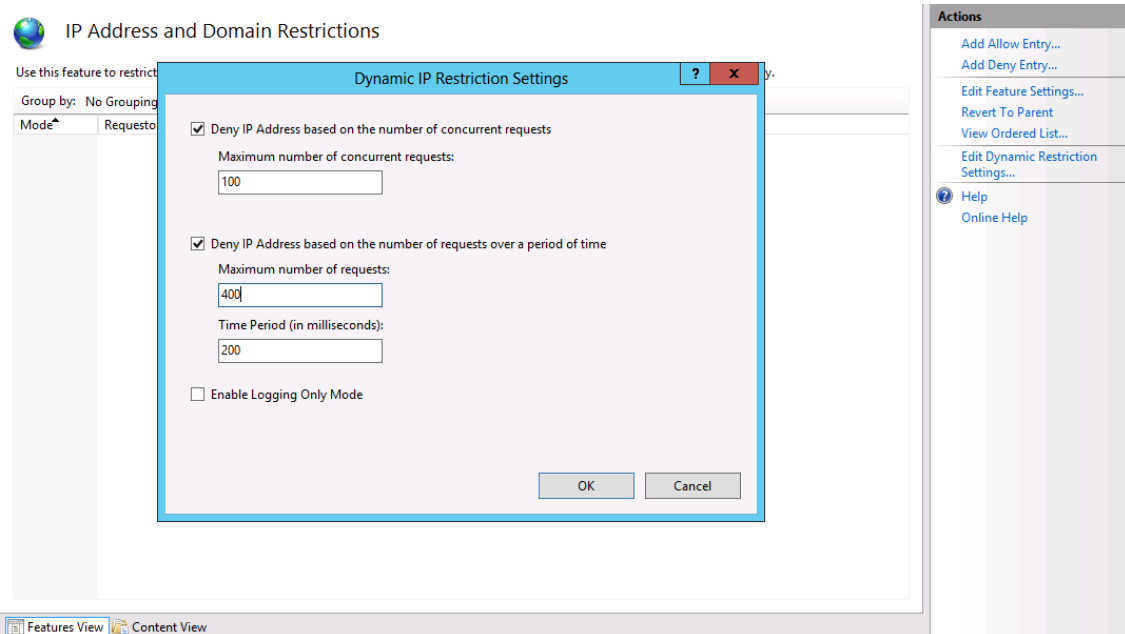 IP Address and Domain Restrictions
Use this feature to restrict
y.
Group by: No Grouping
Mode
Requesto
Dynamic IP Restriction Settings
?
x
Deny IP Address based on the number of concurrent requests
Maximum number of concurrent requests:
100
Deny IP Address based on the number of requests over a period of time
Maximum number of requests:
400
Time Period (in milliseconds):
200
Enable Logging Only Mode
OK
Cancel
Actions
Add Allow Entry...
Add Deny Entry...
Edit Feature Settings...
Revert To Parent
View Ordered List...
Edit Dynamic Restriction
Settings...
Help
Online Help
Features View
Content View